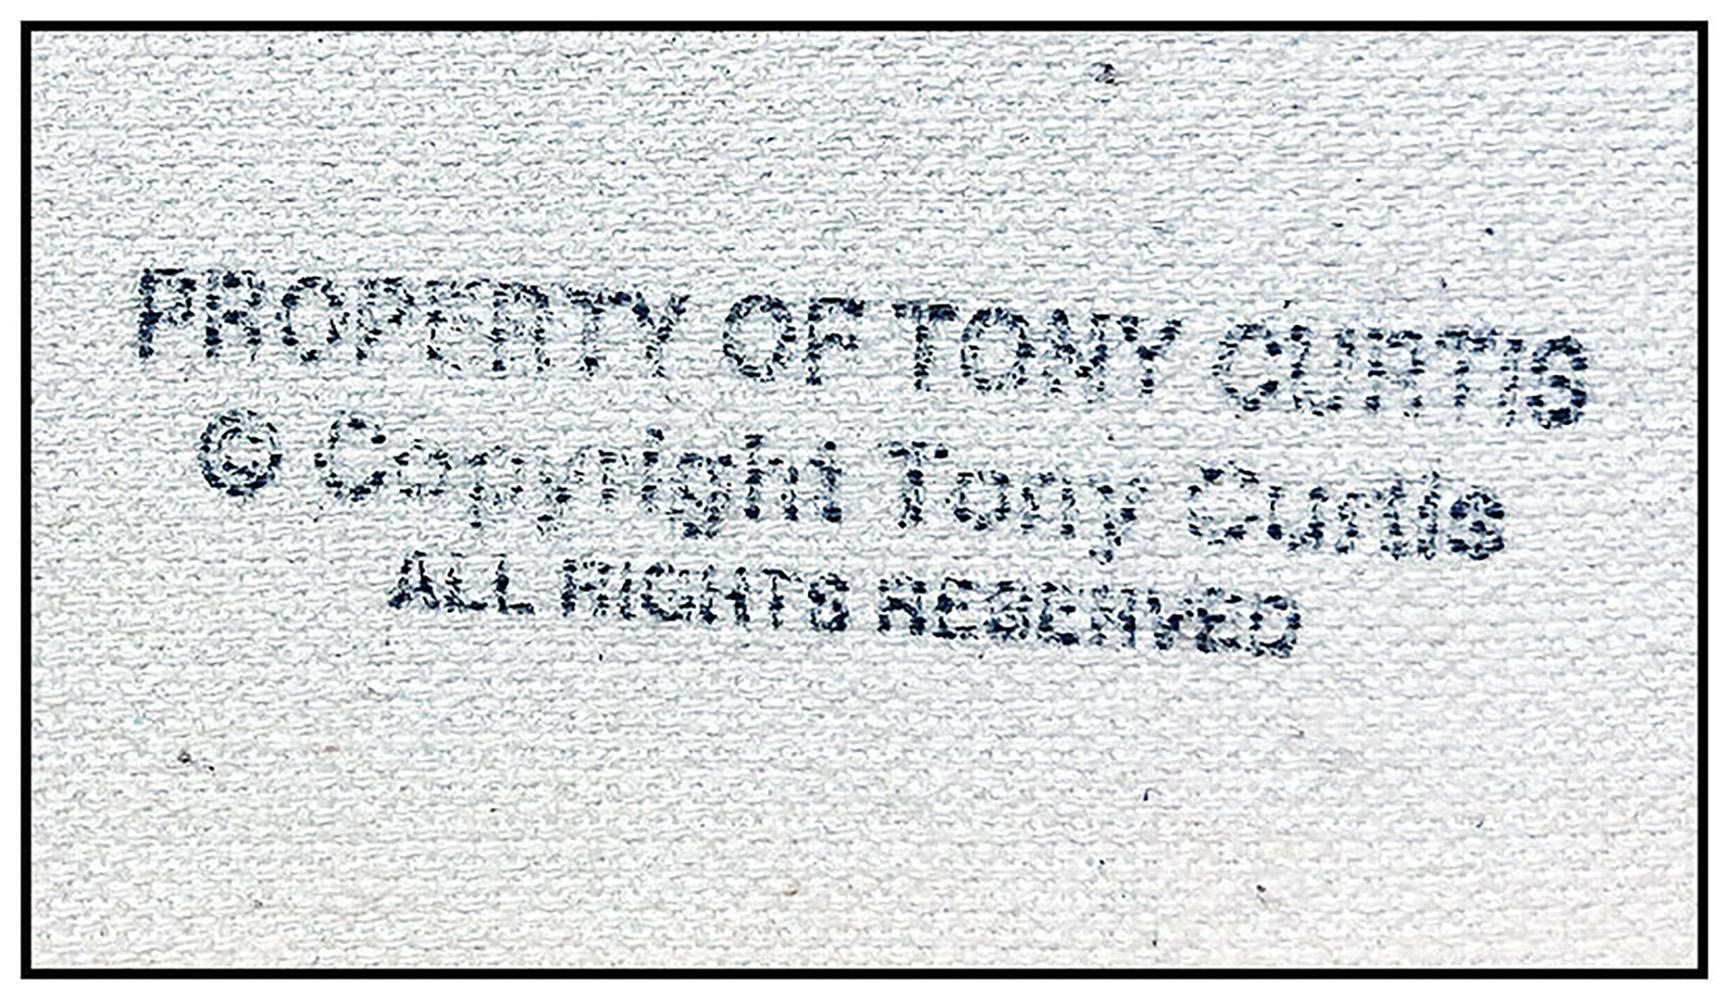 PROPERTY OF TONY CURTIS
© Copyright Tony Curtis
ALL RIGHTS RESERVED